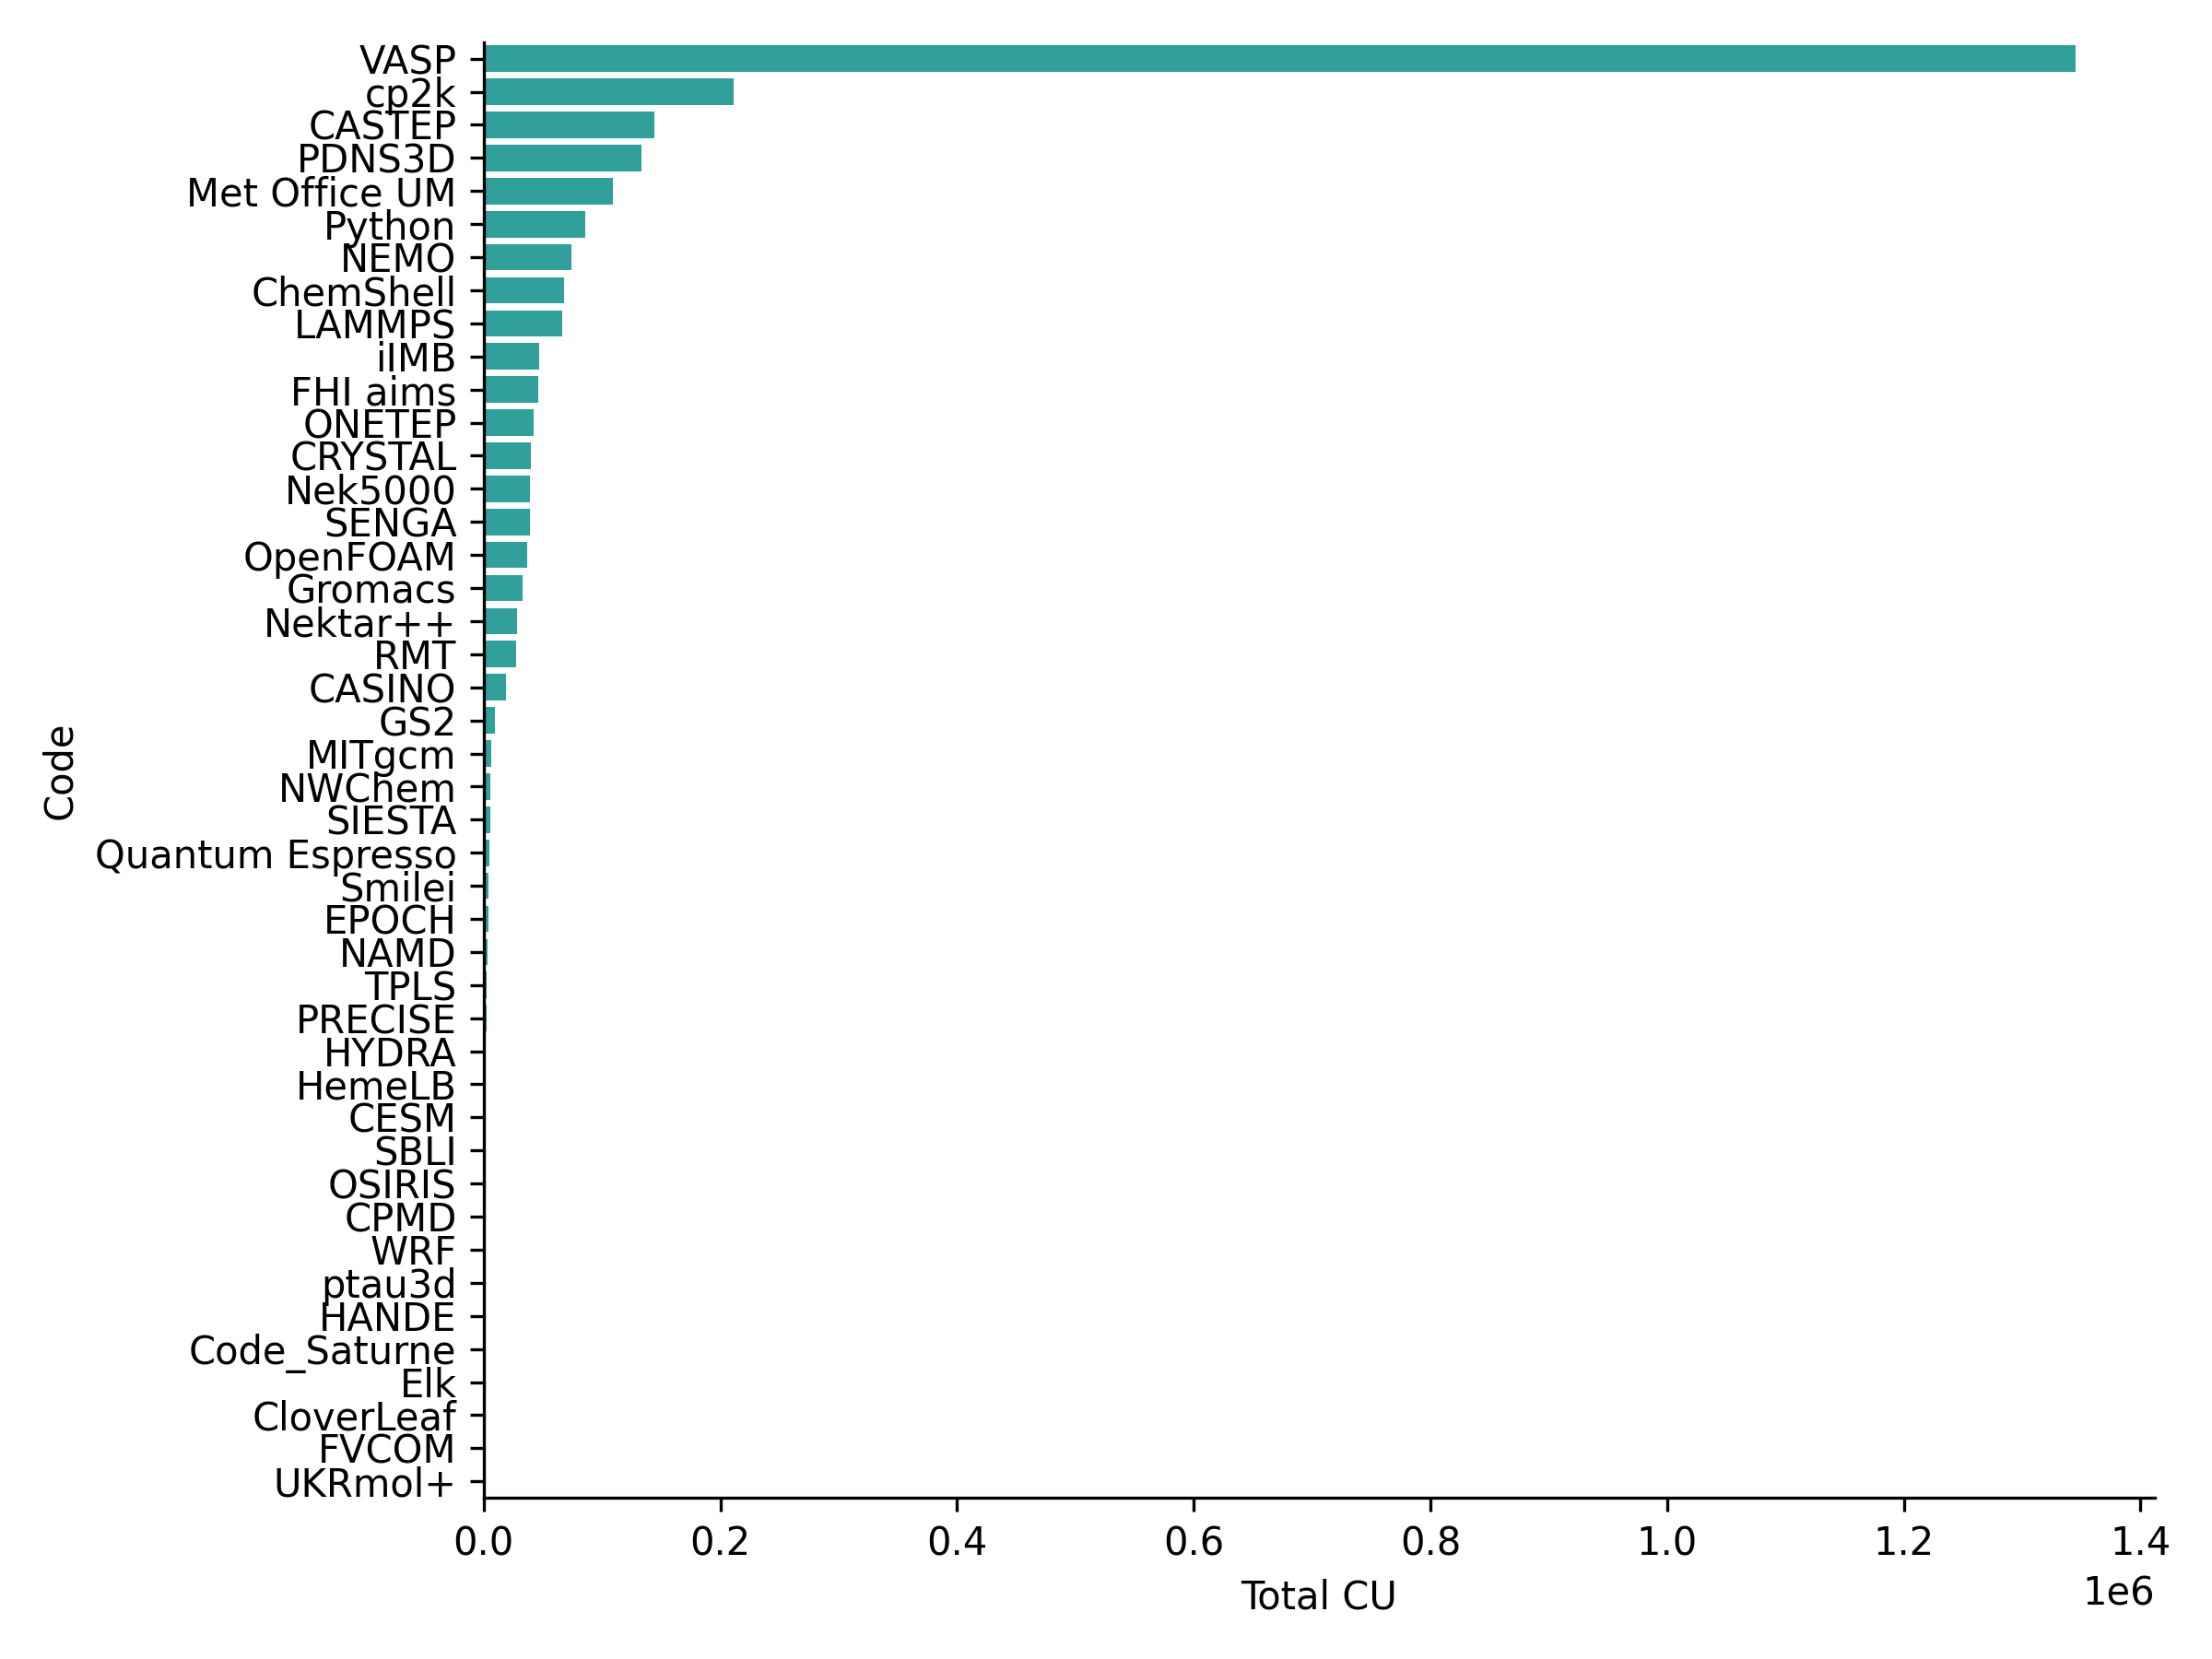 VASP
cp2k
CASTEP
PDNS3D
Met Office UM
Python
NEMO
ChemShell
LAMMPS
iIMB
FHI aims
ONETEP
CRYSTAL
Nek5000
SENGA
OpenFOAM
Gromacs
Nektar++
RMT
CASINO
GS2
MITgcm
NWChem
SIESTA
Quantum Espresso
Smilei
EPOCH
NAMD
TPLS
PRECISE
HYDRA
HemeLB
CESM
SBLI
OSIRIS
CPMD
WRF
ptau3d
HANDE
Code_Saturne
Elk
CloverLeaf
FVCOM
UKRmol+
Code
0.0 0.2 0.4 0.6 0.8 1.0 1.2 1.4
1e6
Total CU